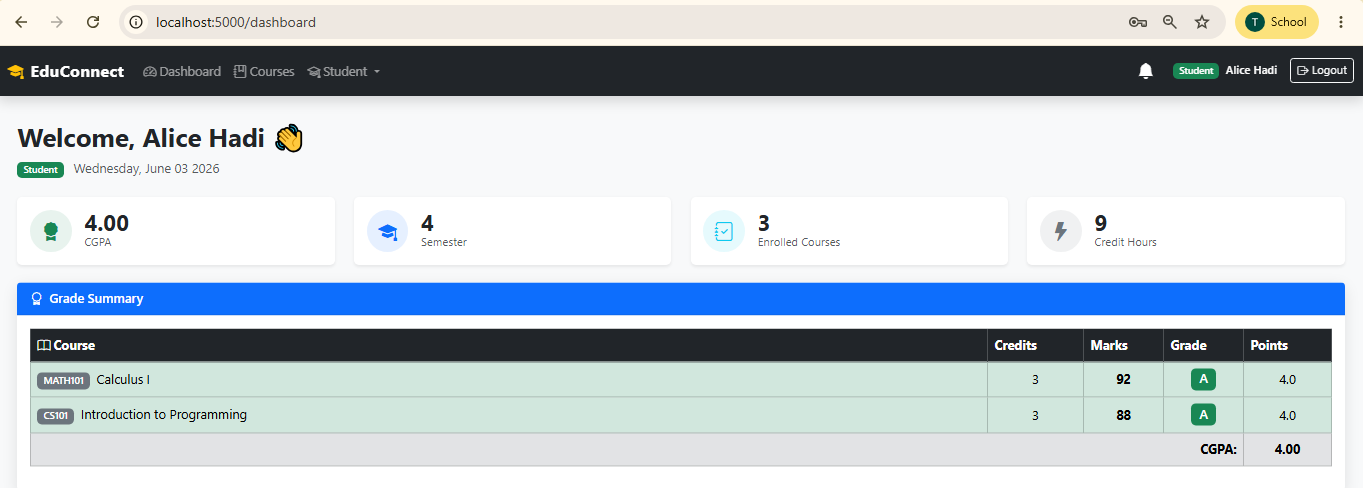 localhost:5000/dashboard
T School
EduConnect Dashboard Courses Student Student Alice Hadi Logout
Welcome, Alice Hadi 👋
Student Wednesday, June 03 2026
4.00
CGPA
4
Semester
3
Enrolled Courses
9
Credit Hours
Grade Summary
Course Credits Marks Grade Points
MATH101 Calculus I 3 92 A 4.0
CS101 Introduction to Programming 3 88 A 4.0
CGPA: 4.00